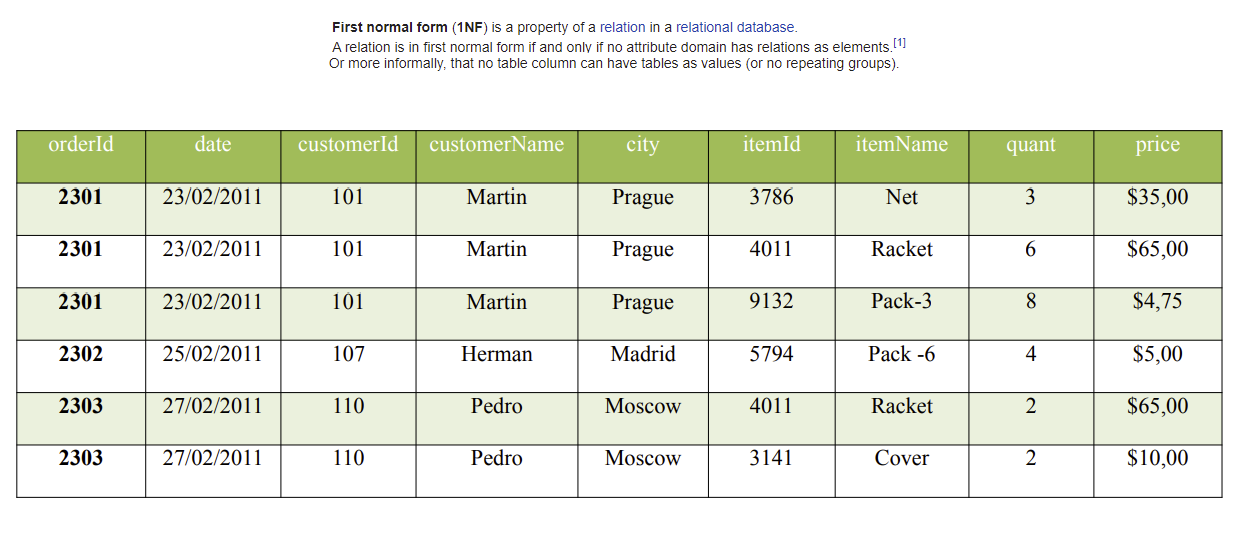 First normal form (1NF) is a property of a relation in a relational database.
A relation is in first normal form if and only if no attribute domain has relations as elements.[1]
Or more informally, that no table column can have tables as values (or no repeating groups).
orderId date customerId customerName city itemId itemName quant price
2301 23/02/2011 101 Martin Prague 3786 Net 3 $35,00
2301 23/02/2011 101 Martin Prague 4011 Racket 6 $65,00
2301 23/02/2011 101 Martin Prague 9132 Pack-3 8 $4,75
2302 25/02/2011 107 Herman Madrid 5794 Pack -6 4 $5,00
2303 27/02/2011 110 Pedro Moscow 4011 Racket 2 $65,00
2303 27/02/2011 110 Pedro Moscow 3141 Cover 2 $10,00